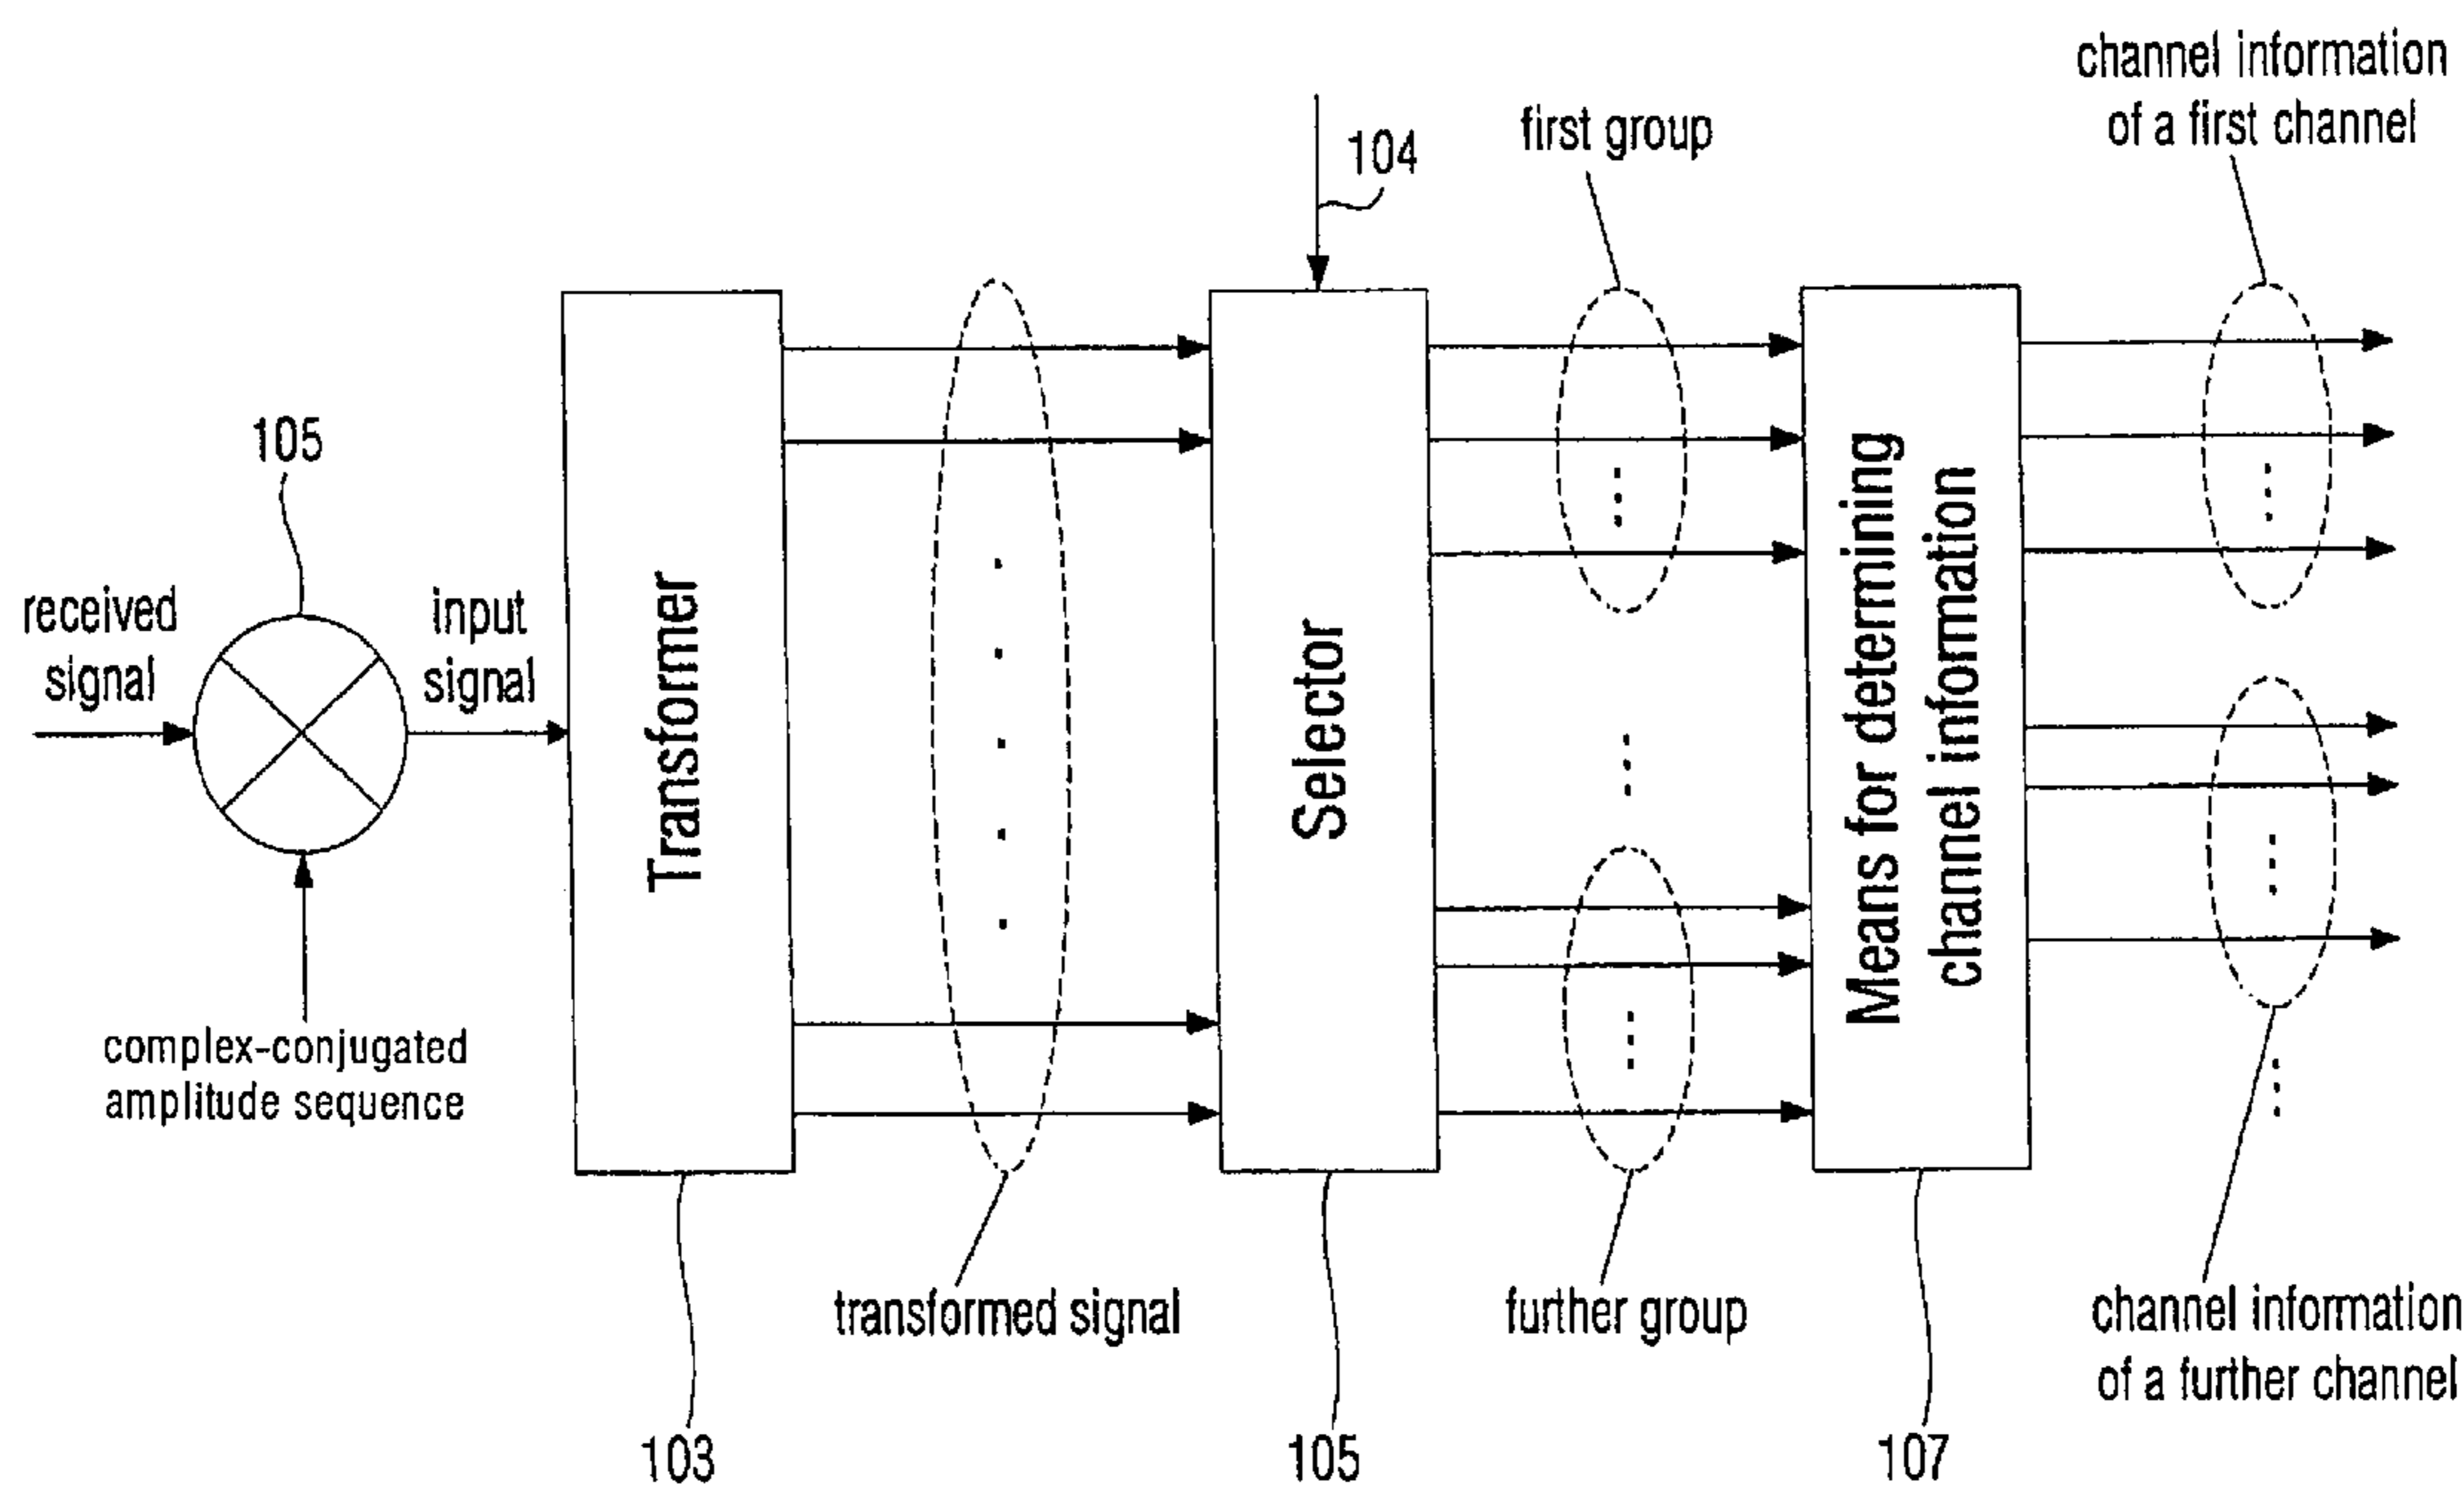 channel information
of a first channel
first group
104
105
received
signal
input
signal
complex-conjugated
amplitude sequence
Transformer
Selector
Means for determining
channel information
transformed signal
further group
channel information
of a further channel
103
105
107